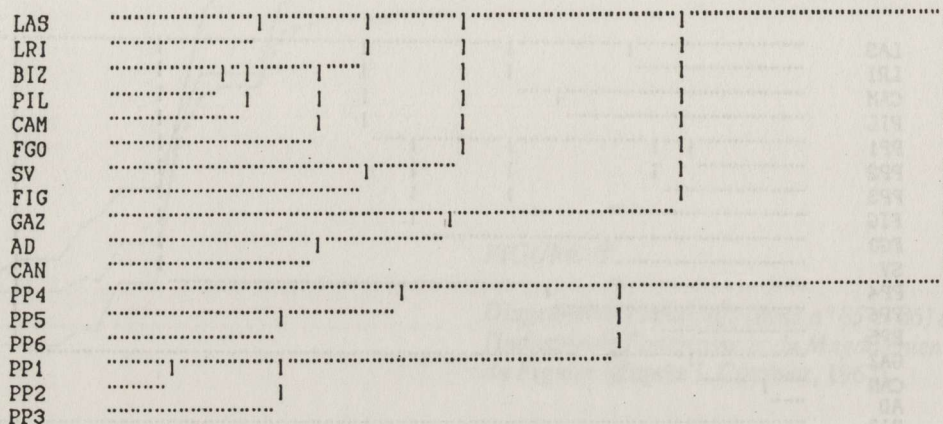 LAS
LRI
BIZ
PIL
CAM
FGO
SV
FIG
GAZ
AD
CAN
PP4
PP5
PP6
PP1
PP2
PP3